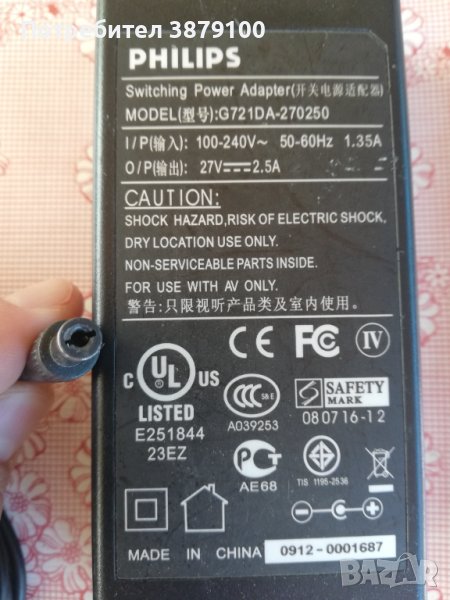 Потребител 3879100
PHILIPS
Switching Power Adapter(开关电源适配器)
MODEL(型号):G721DA-270250
I/P(输入): 100-240V~ 50-60Hz 1.35A
O/P(输出): 27V 2.5A
CAUTION:
SHOCK HAZARD,RISK OF ELECTRIC SHOCK.
DRY LOCATION USE ONLY.
NON-SERVICEABLE PARTS INSIDE.
FOR USE WITH AV ONLY.
警告:只限视听产品类及室内使用。
C UL US
LISTED
E251844
23EZ
CCC S&E
A039253
CE FC IV
S SAFETY
MARK
080716-12
PCT
AE68
TIS 1195-2536
MADE IN CHINA 0912-0001687
BAZAR